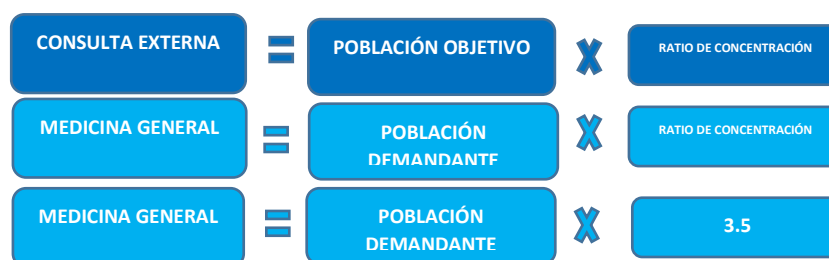 CONSULTA EXTERNA = POBLACIÓN OBJETIVO X RATIO DE CONCENTRACIÓN
MEDICINA GENERAL = POBLACIÓN DEMANDANTE X RATIO DE CONCENTRACIÓN
MEDICINA GENERAL = POBLACIÓN DEMANDANTE X 3.5